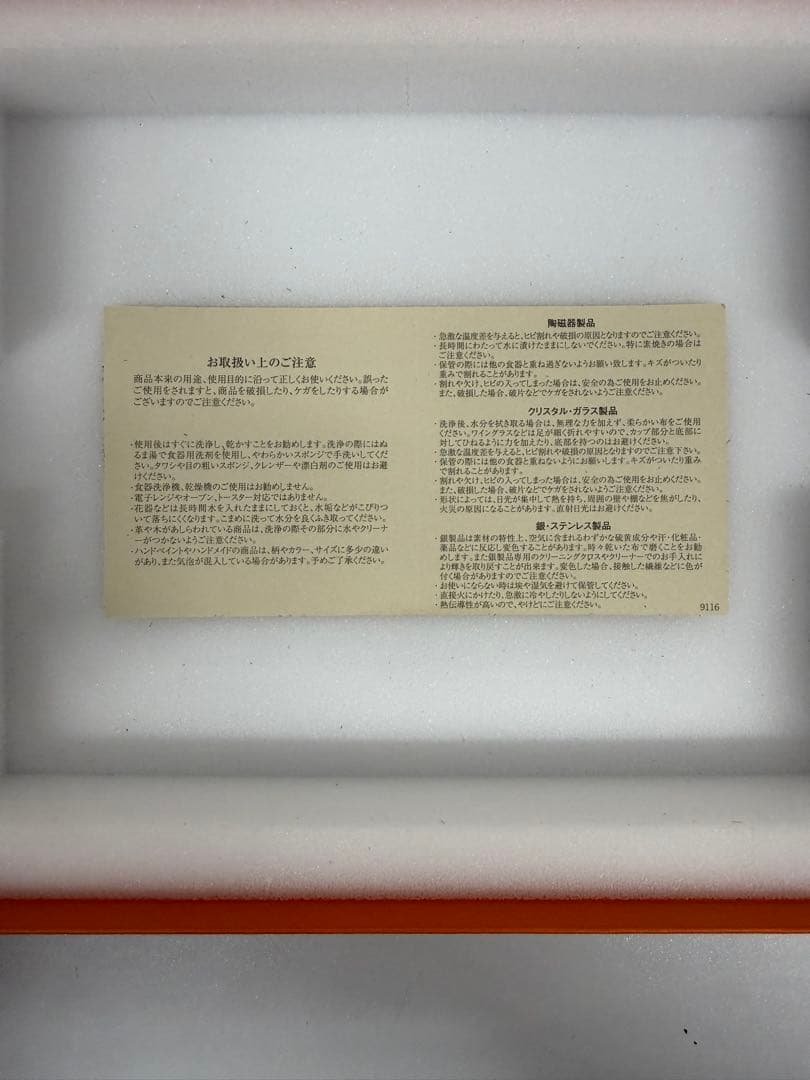 お取扱い上のご注意
商品本来の用途、使用目的に沿って正しくお使いください。誤った
ご使用をされますと、商品を破損したり、ケガをしたりする場合が
ございますのでご注意ください。
・使用後はすぐに洗浄し、乾かすことをお勧めします。洗浄の際にはぬ
るま湯で食器用洗剤を使用し、やわらかいスポンジで手洗いしてくだ
さい。タワシや目の粗いスポンジ、クレンザーや漂白剤のご使用はお避
けください。
・食器洗浄機、乾燥機のご使用はお勧めしません。
・電子レンジやオーブン、トースター対応ではありません。
・花器などは長時間水を入れたままにしておくと、水垢などがこびりつ
いて落ちにくくなります。こまめに洗って水分を良くふき取ってください。
・革や木があしらわれている商品は、洗浄の際その部分に水やクリーナ
ーがつかないようご注意ください。
・ハンドペイントやハンドメイドの商品は、柄やカラー、サイズに多少の違い
があり、また気泡が混入している場合があります。予めご了承ください。
陶磁器製品
・急激な温度差を与えると、ヒビ割れや破損の原因となりますのでご注意ください。
・長時間にわたって水に漬けたままにしないでください。特に素焼きの場合は
ご注意ください。
・保管の際には他の食器と重ね過ぎないようお願い致します。キズがついたり
重みで割れることがあります。
・割れや欠け、ヒビの入ってしまった場合は、安全の為ご使用をお止めください。
また、破損した場合、破片などでケガをされないようご注意ください。
クリスタル・ガラス製品
・洗浄後、水分を拭き取る場合は、無理な力を加えず、柔らかい布をご使用
ください。ワイングラスなどは足が細く折れやすいので、カップ部分と底部に
対してひねるように力を加えたり、底部を持つのはお避けください。
・急激な温度差を与えると、ヒビ割れや破損の原因となりますのでご注意下さい。
・保管の際には他の食器と重ねないようにお願いします。キズがついたり重み
で割れることがあります。
・割れや欠け、ヒビの入ってしまった場合は、安全の為ご使用をお止めください。
また、破損した場合、破片などでケガをされないようご注意ください。
・形状によっては、日光が集中して熱を持ち、周囲の壁や棚などを焦がしたり、
火災の原因になることがあります。直射日光はお避けください。
銀・ステンレス製品
・銀製品は素材の特性上、空気に含まれるわずかな硫黄成分や汗・化粧品・
薬品などに反応し変色することがあります。時々乾いた布で磨くことをお勧
めします。また銀製品専用のクリーニングクロスやクリーナーでのお手入れに
より輝きを取り戻すことが出来ます。変色した場合、接触した繊維などに色が
付く場合がありますのでご注意ください。
・お使いにならない時は埃や湿気を避けて保管してください。
・直接火にかけたり、急激に冷やしたりしないようにしてください。
・熱伝導性が高いので、やけどにご注意ください。
9116